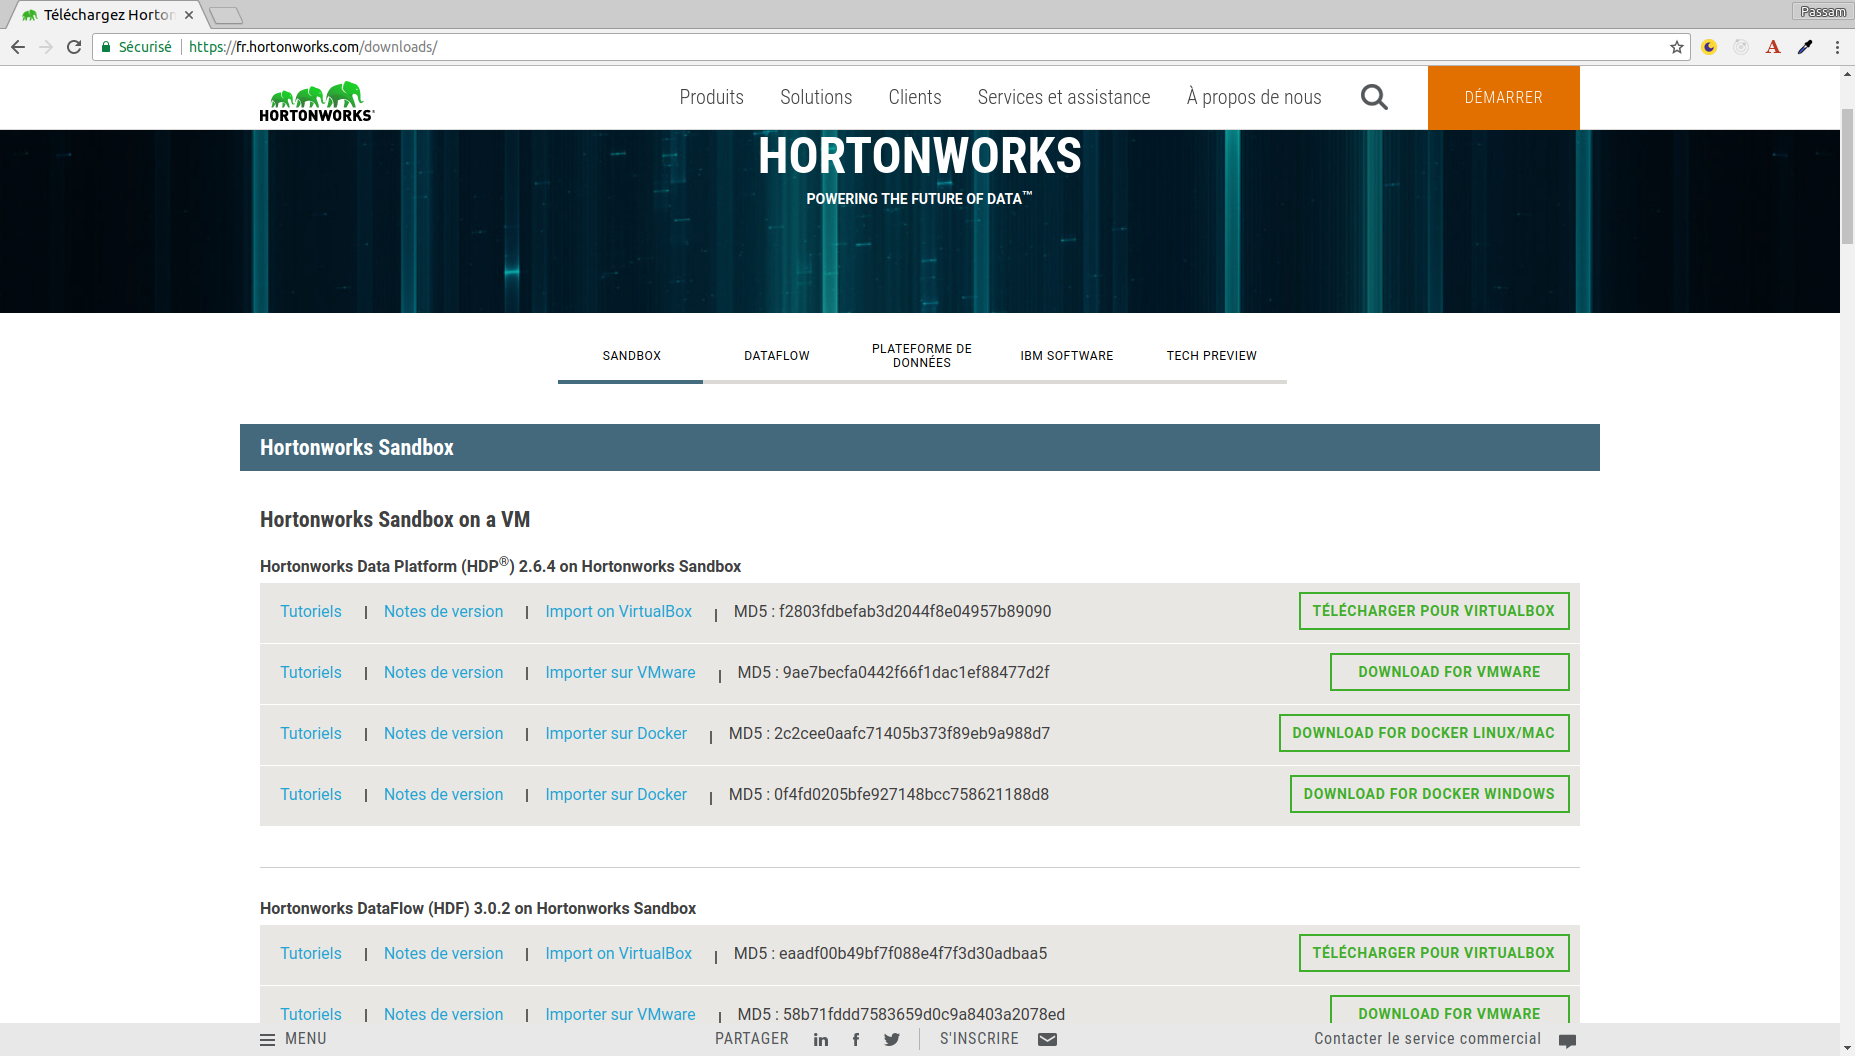 Téléchargez Horton
Passam
Sécurisé https://fr.hortonworks.com/downloads/
HORTONWORKS
Produits Solutions Clients Services et assistance À propos de nous DÉMARRER
HORTONWORKS
POWERING THE FUTURE OF DATA™
SANDBOX DATAFLOW PLATEFORME DE DONNÉES IBM SOFTWARE TECH PREVIEW
Hortonworks Sandbox
Hortonworks Sandbox on a VM
Hortonworks Data Platform (HDP®) 2.6.4 on Hortonworks Sandbox
Tutoriels | Notes de version | Import on VirtualBox | MD5 : f2803fdbefab3d2044f8e04957b89090 TÉLÉCHARGER POUR VIRTUALBOX
Tutoriels | Notes de version | Importer sur VMware | MD5 : 9ae7becfa0442f66f1dac1ef88477d2f DOWNLOAD FOR VMWARE
Tutoriels | Notes de version | Importer sur Docker | MD5 : 2c2cee0aafc71405b373f89eb9a988d7 DOWNLOAD FOR DOCKER LINUX/MAC
Tutoriels | Notes de version | Importer sur Docker | MD5 : 0f4fd0205bfe927148bcc758621188d8 DOWNLOAD FOR DOCKER WINDOWS
Hortonworks DataFlow (HDF) 3.0.2 on Hortonworks Sandbox
Tutoriels | Notes de version | Import on VirtualBox | MD5 : eaadf00b49bf7f088e4f7f3d30adbaa5 TÉLÉCHARGER POUR VIRTUALBOX
Tutoriels | Notes de version | Importer sur VMware | MD5 : 58b71fddd7583659d0c9a8403a2078ed DOWNLOAD FOR VMWARE
MENU PARTAGER S'INSCRIRE Contacter le service commercial